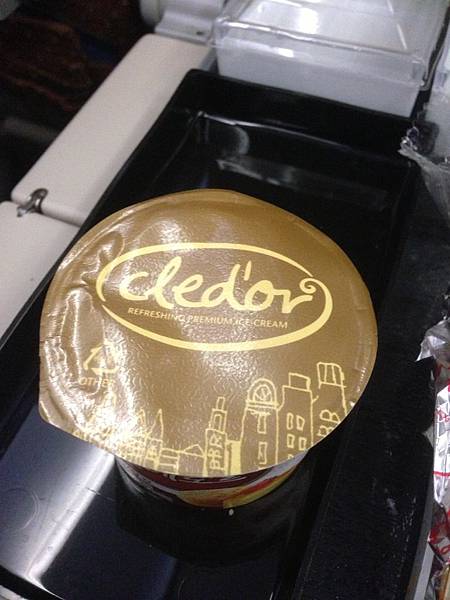 cled'or
REFRESHING PREMIUM ICE-CREAM
OTHER